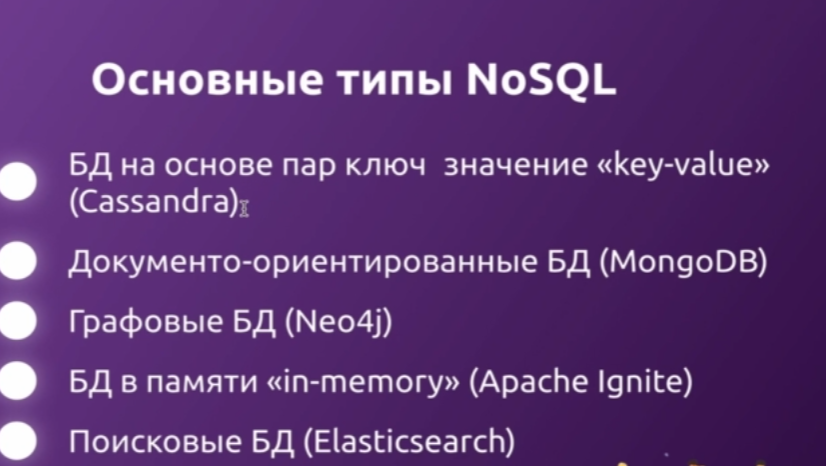 Основные типы NoSQL
БД на основе пар ключ значение «key-value»
(Cassandra)
Документо-ориентированные БД (MongoDB)
Графовые БД (Neo4j)
БД в памяти «in-memory» (Apache Ignite)
Поисковые БД (Elasticsearch)